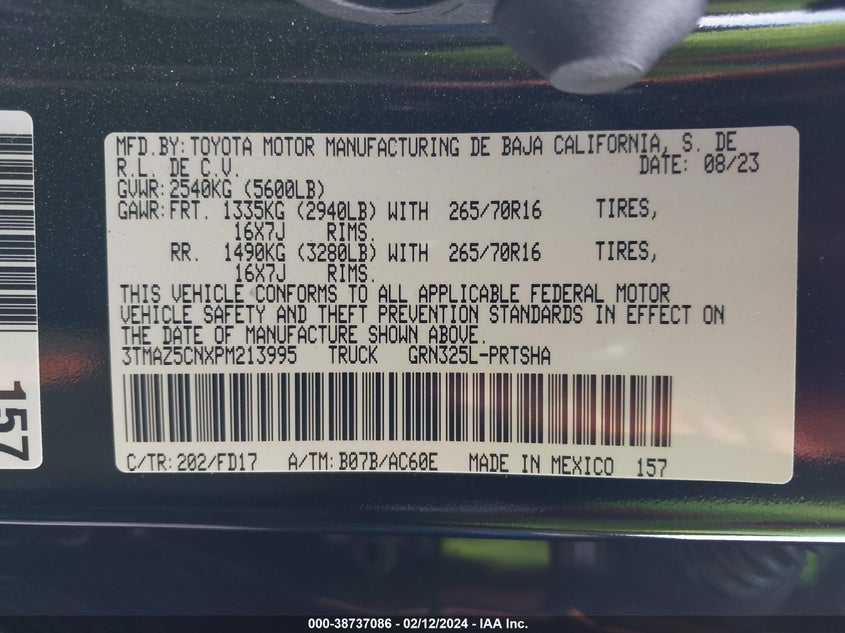 MFD.BY:TOYOTA MOTOR MANUFACTURING DE BAJA CALIFORNIA, S. DE
R.L. DE C.V. DATE: 08/23
GVWR:2540KG (5600LB)
GAWR:FRT. 1335KG (2940LB) WITH 265/70R16 TIRES,
16X7J RIMS.
RR. 1490KG (3280LB) WITH 265/70R16 TIRES,
16X7J RIMS.
THIS VEHICLE CONFORMS TO ALL APPLICABLE FEDERAL MOTOR
VEHICLE SAFETY AND THEFT PREVENTION STANDARDS IN EFFECT ON
THE DATE OF MANUFACTURE SHOWN ABOVE.
3TMAZ5CNXPM213995 TRUCK GRN325L-PRTSHA
C/TR:202/FD17 A/TM:B07B/AC60E MADE IN MEXICO 157
157
000-38737086 - 02/12/2024 - IAA Inc.